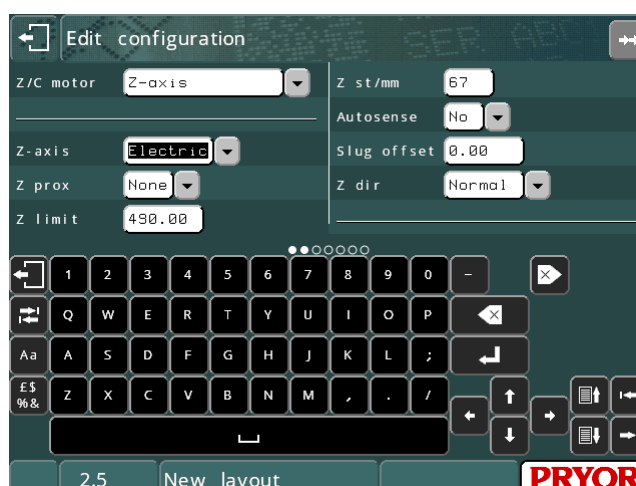 Edit configuration
Z/C motor Z-axis
Z st/mm 67
Autosense No
Z-axis Electric
Slug offset 0.00
Z prox None
Z dir Normal
Z limit 490.00
1 2 3 4 5 6 7 8 9 0 -
Q W E R T Y U I O P
Aa A S D F G H J K L ;
£$
%& Z X C V B N M , . /
2.5 New layout PRYOR